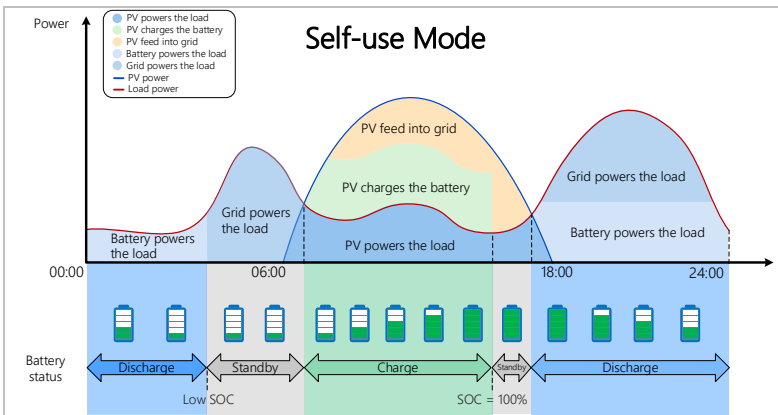 Power
Self-use Mode
PV powers the load
PV charges the battery
PV feed into grid
Battery powers the load
Grid powers the load
PV power
Load power
PV feed into grid
PV charges the battery
PV powers the load
Grid powers
the load
Battery powers
the load
Grid powers the load
Battery powers the load
00:00
06:00
18:00
24:00
Battery
status
Discharge
Standby
Charge
Standby
Discharge
Low SOC
SOC = 100%